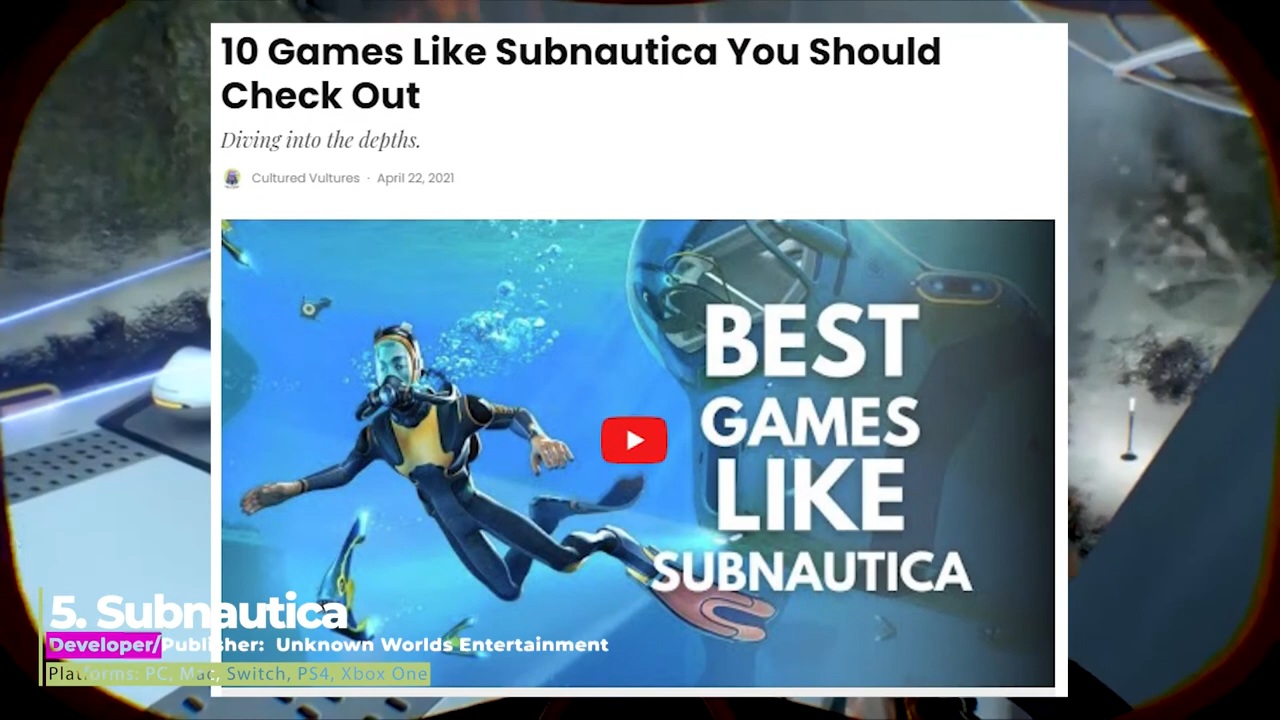 10 Games Like Subnautica You Should
Check Out
Diving into the depths.
Cultured Vultures · April 22, 2021
BEST
GAMES
LIKE
SUBNAUTICA
5. Subnautica
Developer/Publisher: Unknown Worlds Entertainment
Platforms: PC, Mac, Switch, PS4, Xbox One